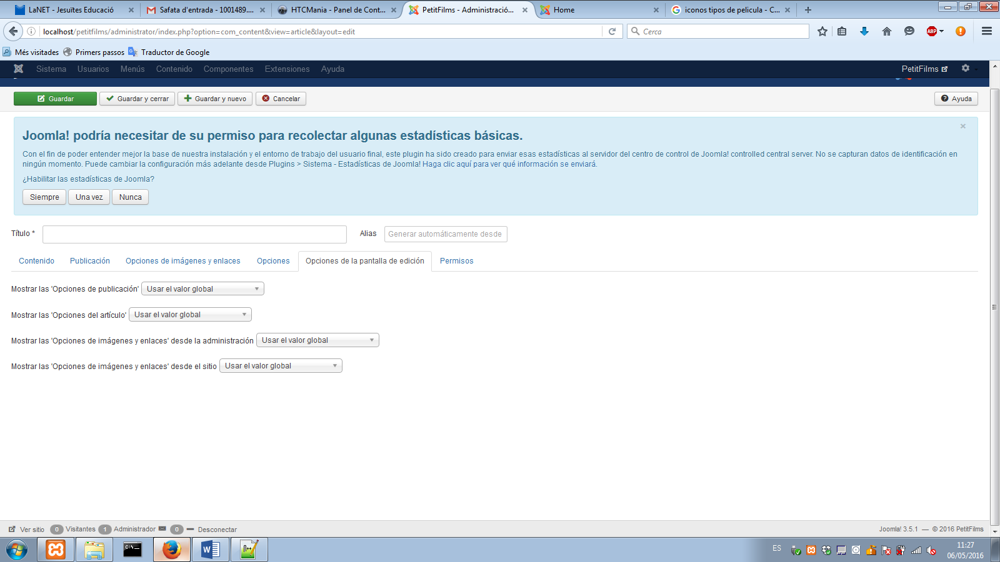 LaNET - Jesuïtes Educació
Safata d'entrada - 1001489....
HTCMania - Panel de Cont...
PetitFilms - Administració...
Home
iconos tipos de pelicula - C...
localhost/petitfilms/administrator/index.php?option=com_content&view=article&layout=edit
Cerca
ABP
Més visitades
Primers passos
Traductor de Google
Sistema
Usuarios
Menús
Contenido
Componentes
Extensiones
Ayuda
PetitFilms
Guardar
Guardar y cerrar
Guardar y nuevo
Cancelar
Ayuda
Joomla! podría necesitar de su permiso para recolectar algunas estadísticas básicas.
Con el fin de poder entender mejor la base de nuestra instalación y el entorno de trabajo del usuario final, este plugin ha sido creado para enviar esas estadísticas al servidor del centro de control de Joomla! controlled central server. No se capturan datos de identificación en
ningún momento. Puede cambiar la configuración más adelante desde Plugins > Sistema - Estadísticas de Joomla! Haga clic aquí para ver qué información se enviará.
¿Habilitar las estadísticas de Joomla?
Siempre
Una vez
Nunca
Título *
Alias
Generar automáticamente desde
Contenido
Publicación
Opciones de imágenes y enlaces
Opciones
Opciones de la pantalla de edición
Permisos
Mostrar las 'Opciones de publicación' Usar el valor global
Mostrar las 'Opciones del artículo' Usar el valor global
Mostrar las 'Opciones de imágenes y enlaces' desde la administración Usar el valor global
Mostrar las 'Opciones de imágenes y enlaces' desde el sitio Usar el valor global
Ver sitio 0 Visitantes 1 Administrador 0 Desconectar
Joomla! 3.5.1 — © 2016 PetitFilms
ES
11:27
06/05/2016